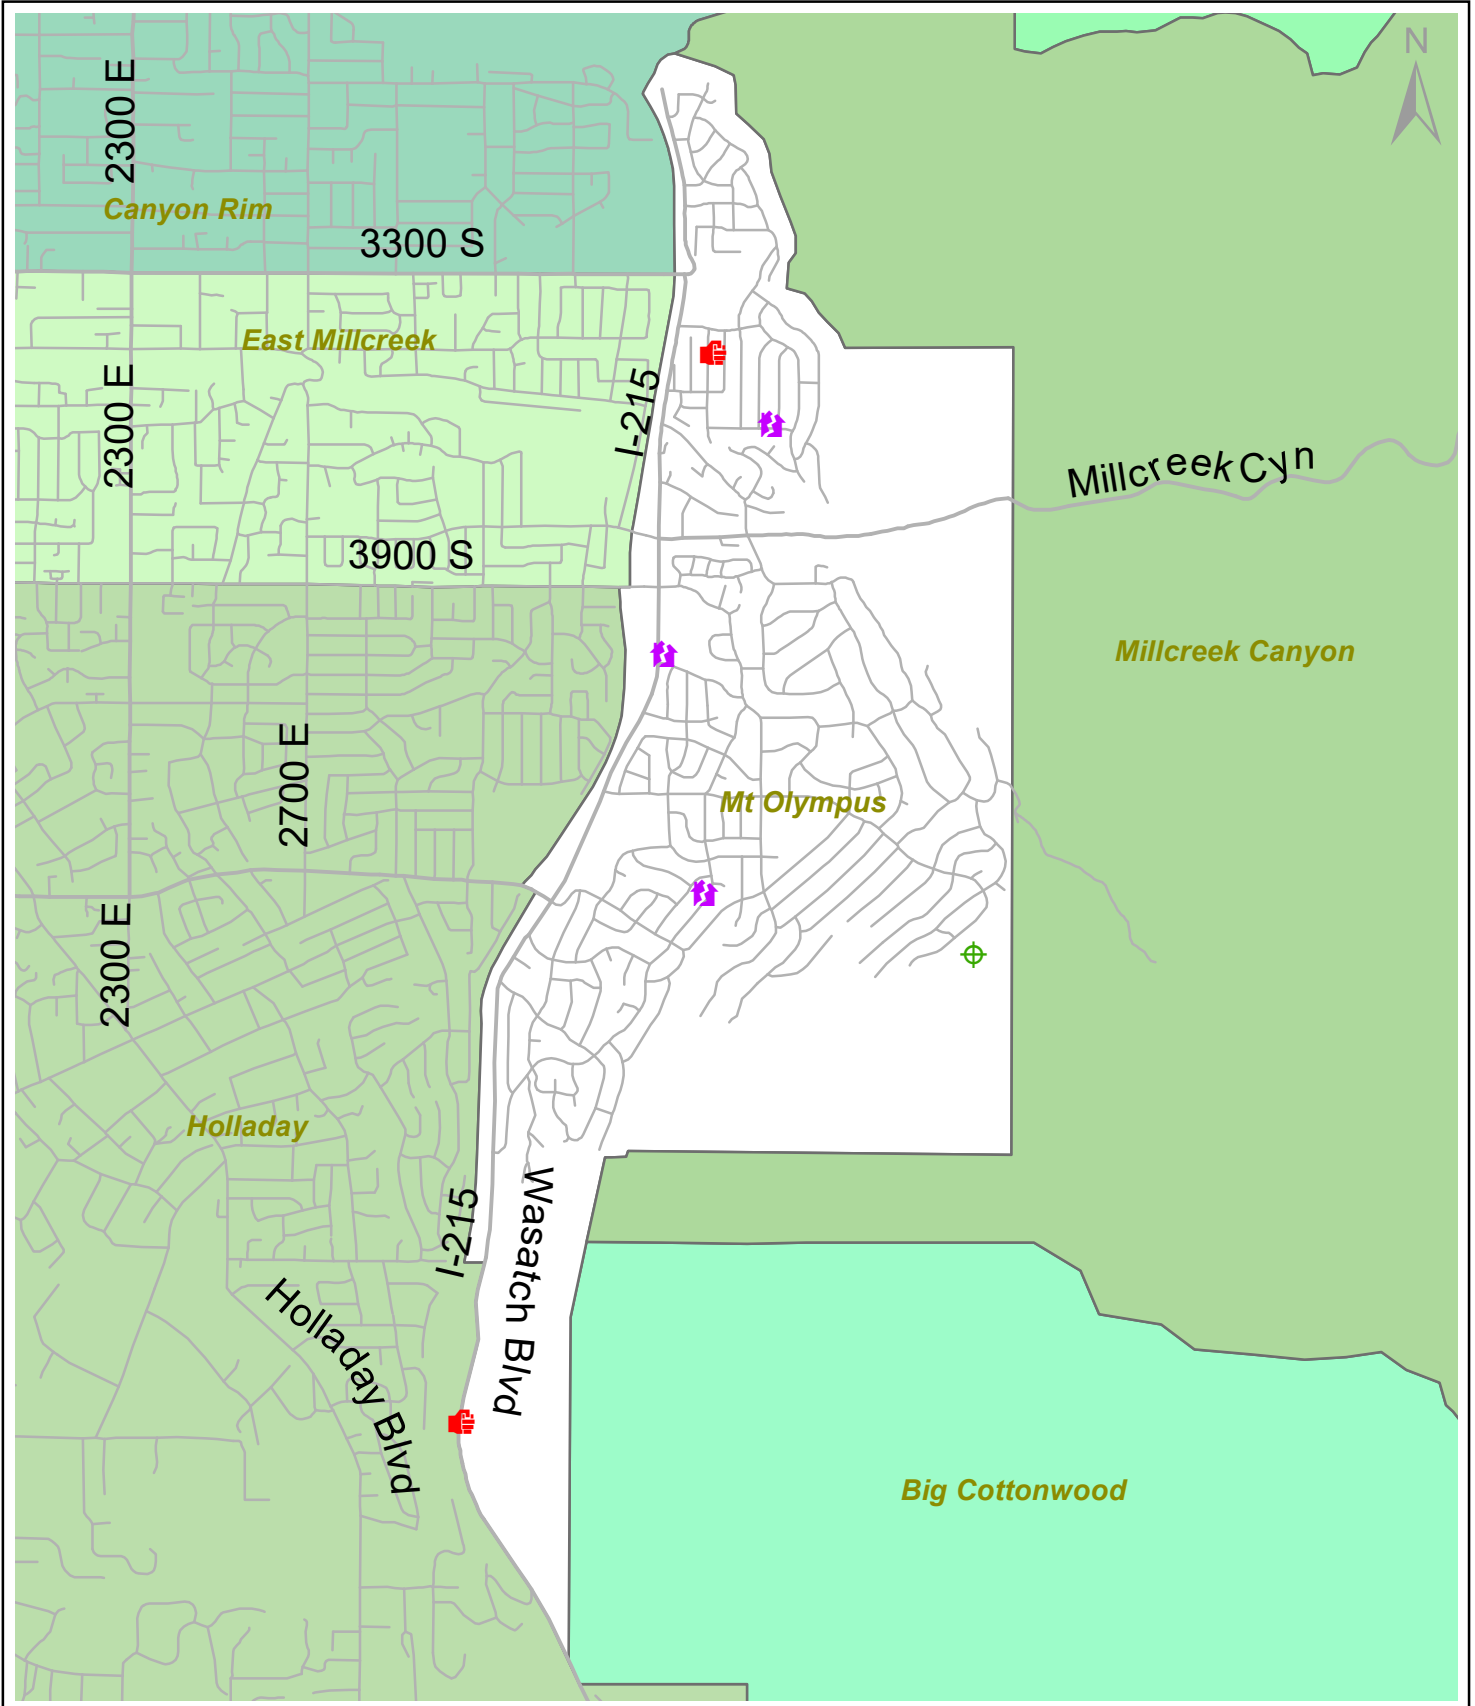 N
2300 E
Canyon Rim
3300 S
East Millcreek
2300 E
I-215
Millcreek Cyn
3900 S
Millcreek Canyon
2700 E
Mt Olympus
2300 E
Holladay
I-215
Wasatch Blvd
Holladay Blvd
Big Cottonwood